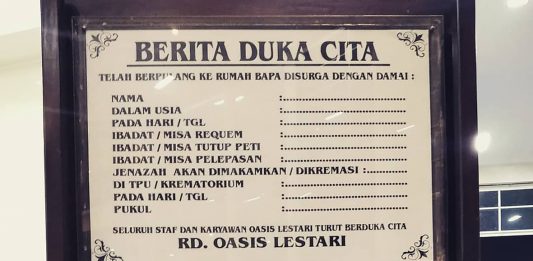 BERITA DUKA CITA
TELAH BERPULANG KE RUMAH BAPA DISURGA DENGAN DAMAI :
NAMA :
DALAM USIA :
PADA HARI / TGL :
IBADAT / MISA REQUEM :
IBADAT / MISA TUTUP PETI :
IBADAT / MISA PELEPASAN :
JENAZAH AKAN DIMAKAMKAN / DIKREMASI :
DI TPU / KREMATORIUM :
PADA HARI / TGL :
PUKUL :
SELURUH STAF DAN KARYAWAN OASIS LESTARI TURUT BERDUKA CITA
RD. OASIS LESTARI